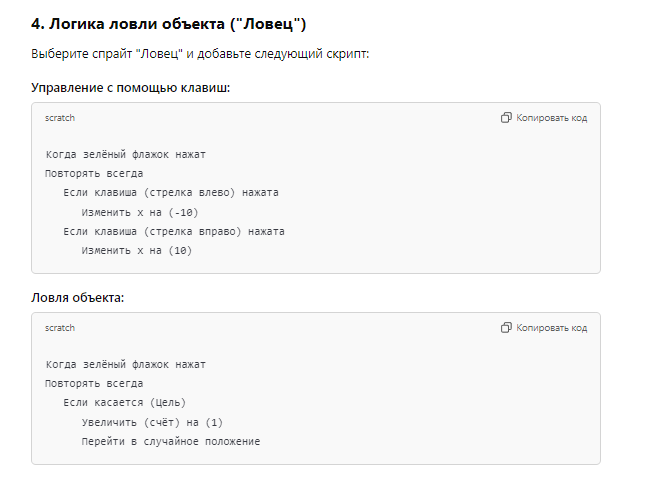 4. Логика ловли объекта ("Ловец")
Выберите спрайт "Ловец" и добавьте следующий скрипт:
Управление с помощью клавиш:
scratch
Копировать код
Когда зелёный флажок нажат
Повторять всегда
Если клавиша (стрелка влево) нажата
Изменить x на (-10)
Если клавиша (стрелка вправо) нажата
Изменить x на (10)
Ловля объекта:
scratch
Копировать код
Когда зелёный флажок нажат
Повторять всегда
Если касается (Цель)
Увеличить (счёт) на (1)
Перейти в случайное положение